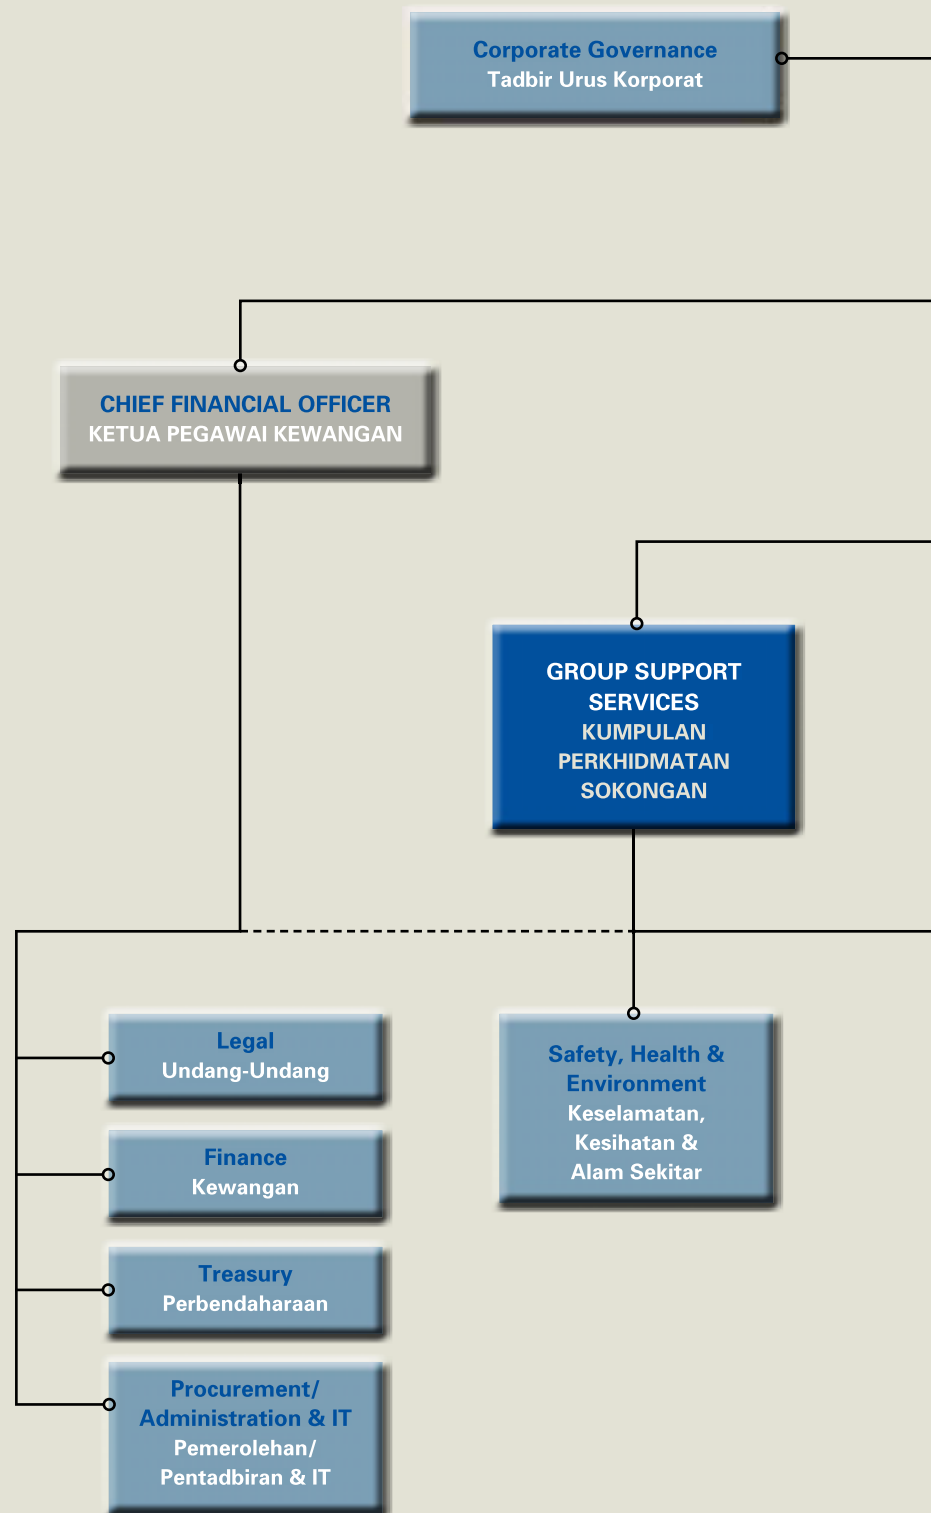 Corporate Governance
Tadbir Urus Korporat
CHIEF FINANCIAL OFFICER
KETUA PEGAWAI KEWANGAN
GROUP SUPPORT
SERVICES
KUMPULAN
PERKHIDMATAN
SOKONGAN
Legal
Undang-Undang
Finance
Kewangan
Treasury
Perbendaharaan
Procurement/
Administration & IT
Pemerolehan/
Pentadbiran & IT
Safety, Health &
Environment
Keselamatan,
Kesihatan &
Alam Sekitar